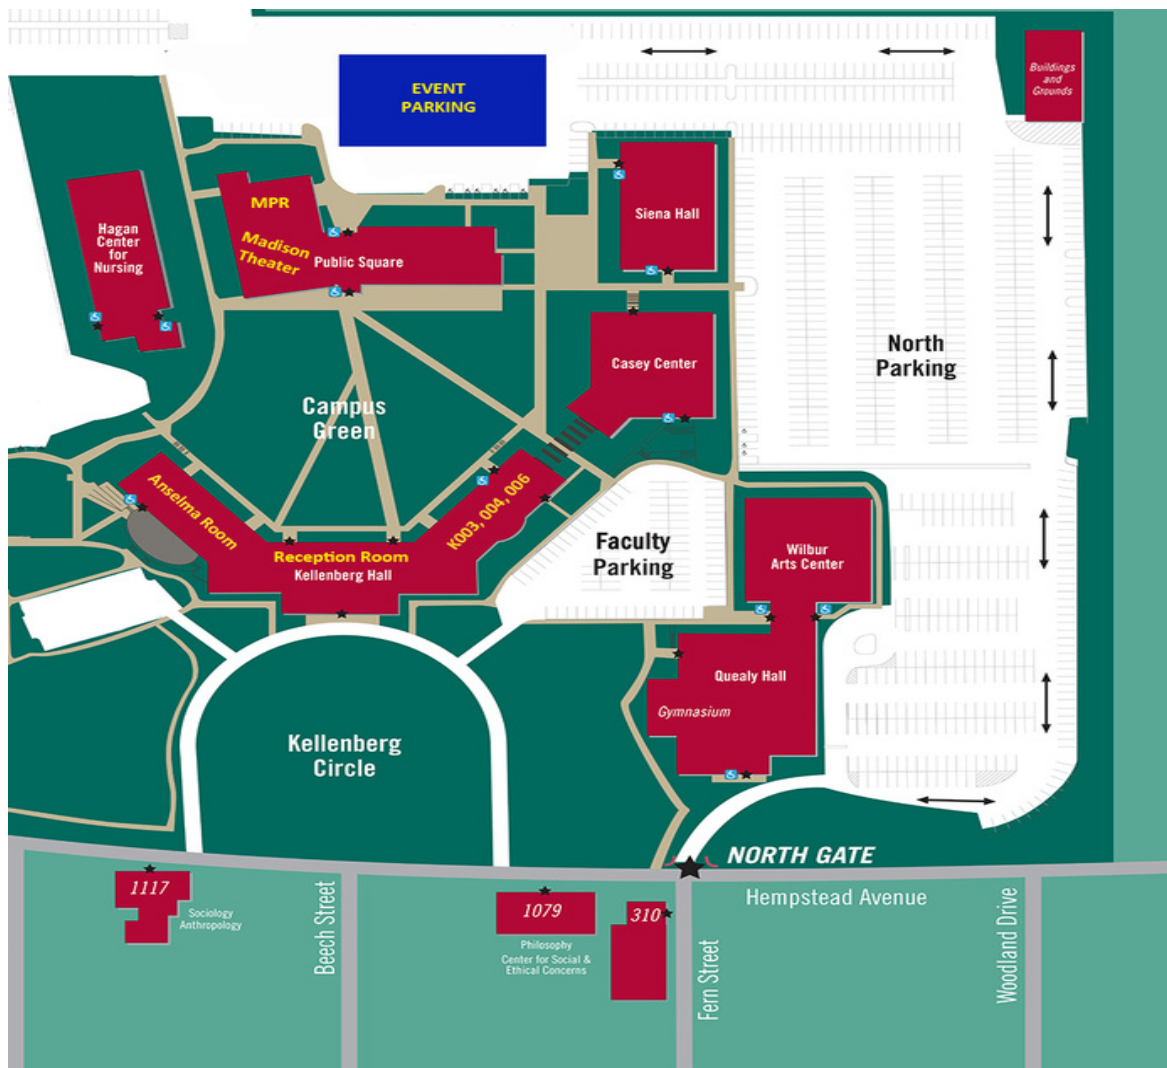 EVENT
PARKING
Buildings
and
Grounds
MPR
Madison
Theater
Public Square
Hagan
Center
for
Nursing
Siena Hall
Casey Center
North
Parking
Campus
Green
Anselma Room
Reception Room
Kellenberg Hall
K003, 004, 006
Faculty
Parking
Wilbur
Arts Center
Quealy Hall
Gymnasium
Kellenberg
Circle
NORTH GATE
Hempstead Avenue
1117
Sociology
Anthropology
Beech Street
1079
Philosophy
Center for Social &
Ethical Concerns
310
Fern Street
Woodland Drive